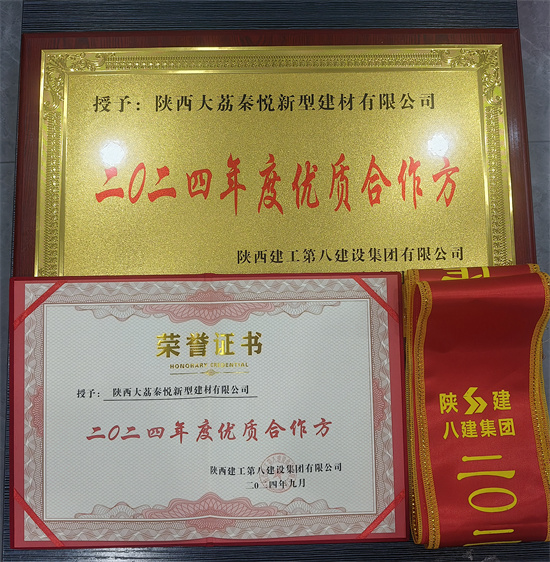 授予：陕西大荔秦悦新型建材有限公司
二〇二四年度优质合作方
陕西建工第八建设集团有限公司
荣誉证书
HONORARY CREDENTIAL
授予： 陕西大荔秦悦新型建材有限公司
二〇二四年度优质合作方
陕西建工第八建设集团有限公司
二〇二四年九月
陕 建
八建集团
二〇二